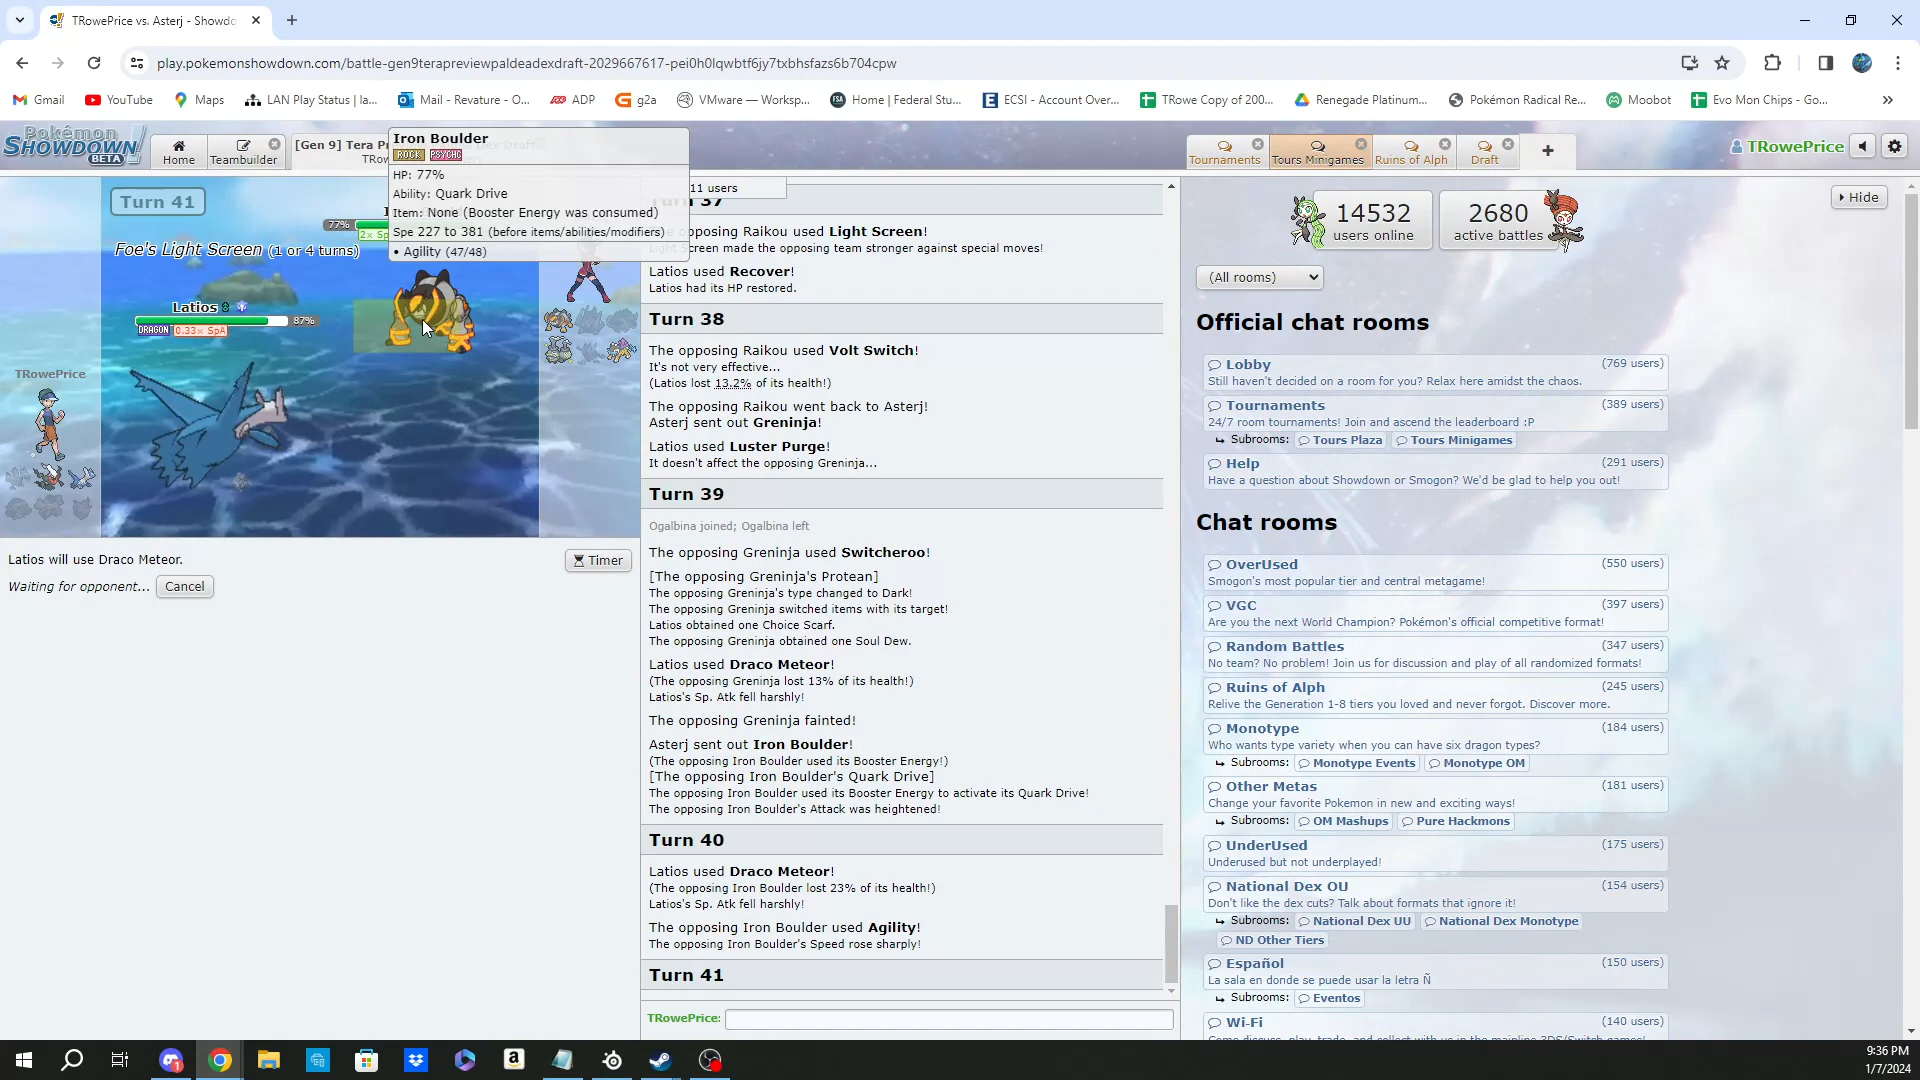 TRowePrice vs. Asterj - Showdo
play.pokemonshowdown.com/battle-gen9terapreviewpaldeadexdraft-2029667617-pei0h0lqwbtf6jy7txbhsfazs6b704cpw
Gmail
YouTube
Maps
LAN Play Status | la...
Mail - Revature - O...
ADP
g2a
VMware — Worksp...
Home | Federal Stu...
ECSI - Account Over...
TRowe Copy of 200...
Renegade Platinum...
Pokémon Radical Re...
Moobot
Evo Mon Chips - Go...
Pokémon
SHOWDOWN
BETA
Home
Teambuilder
[Gen 9] Tera Pr
TRow
Tournaments
Tours Minigames
Ruins of Alph
Draft
TRowePrice
Iron Boulder
ROCK PSYCHC
HP: 77%
Ability: Quark Drive
Item: None (Booster Energy was consumed)
Spe 227 to 381 (before items/abilities/modifiers)
• Agility (47/48)
Turn 41
77%
2x Sp
Foe's Light Screen (1 or 4 turns)
Latios
87%
DRAGON 0.33x SpA
TRowePrice
Latios will use Draco Meteor.
Timer
Waiting for opponent...
Cancel
11 users
Turn 37
The opposing Raikou used Light Screen!
Light Screen made the opposing team stronger against special moves!
Latios used Recover!
Latios had its HP restored.
Turn 38
The opposing Raikou used Volt Switch!
It's not very effective...
(Latios lost 13.2% of its health!)
The opposing Raikou went back to Asterj!
Asterj sent out Greninja!
Latios used Luster Purge!
It doesn't affect the opposing Greninja...
Turn 39
Ogalbina joined; Ogalbina left
The opposing Greninja used Switcheroo!
[The opposing Greninja's Protean]
The opposing Greninja's type changed to Dark!
The opposing Greninja switched items with its target!
Latios obtained one Choice Scarf.
The opposing Greninja obtained one Soul Dew.
Latios used Draco Meteor!
(The opposing Greninja lost 13% of its health!)
Latios's Sp. Atk fell harshly!
The opposing Greninja fainted!
Asterj sent out Iron Boulder!
(The opposing Iron Boulder used its Booster Energy!)
[The opposing Iron Boulder's Quark Drive]
The opposing Iron Boulder used its Booster Energy to activate its Quark Drive!
The opposing Iron Boulder's Attack was heightened!
Turn 40
Latios used Draco Meteor!
(The opposing Iron Boulder lost 23% of its health!)
Latios's Sp. Atk fell harshly!
The opposing Iron Boulder used Agility!
The opposing Iron Boulder's Speed rose sharply!
Turn 41
TRowePrice:
14532
users online
2680
active battles
Hide
(All rooms)
Official chat rooms
Lobby
(769 users)
Still haven't decided on a room for you? Relax here amidst the chaos.
Tournaments
(389 users)
24/7 room tournaments! Join and ascend the leaderboard :P
Subrooms: Tours Plaza Tours Minigames
Help
(291 users)
Have a question about Showdown or Smogon? We'd be glad to help you out!
Chat rooms
OverUsed
(550 users)
Smogon's most popular tier and central metagame!
VGC
(397 users)
Are you the next World Champion? Pokémon's official competitive format!
Random Battles
(347 users)
No team? No problem! Join us for discussion and play of all randomized formats!
Ruins of Alph
(245 users)
Relive the Generation 1-8 tiers you loved and never forgot. Discover more.
Monotype
(184 users)
Who wants type variety when you can have six dragon types?
Subrooms: Monotype Events Monotype OM
Other Metas
(181 users)
Change your favorite Pokemon in new and exciting ways!
Subrooms: OM Mashups Pure Hackmons
UnderUsed
(175 users)
Underused but not underplayed!
National Dex OU
(154 users)
Don't like the dex cuts? Talk about formats that ignore it!
Subrooms: National Dex UU National Dex Monotype
ND Other Tiers
Español
(150 users)
La sala en donde se puede usar la letra Ñ
Subrooms: Eventos
Wi-Fi
(140 users)
9:36 PM
1/7/2024